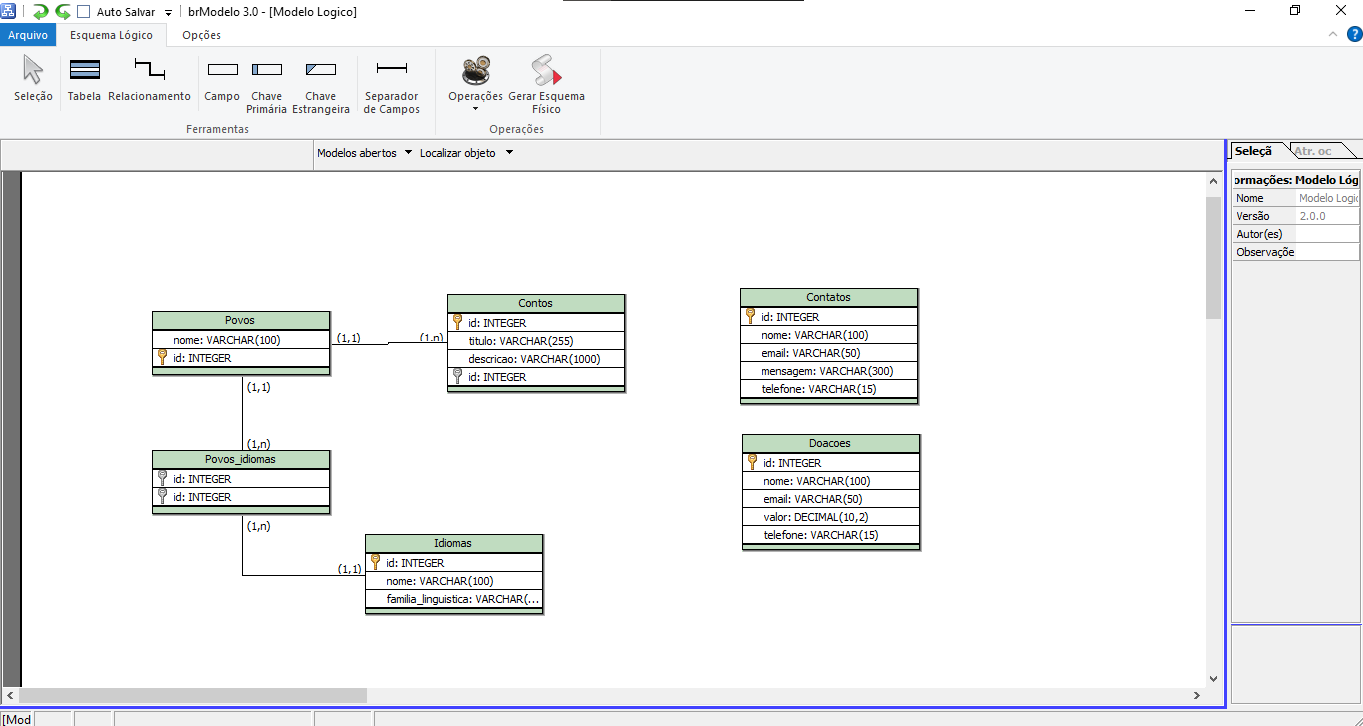 Auto Salvar
brModelo 3.0 - [Modelo Logico]
Arquivo
Esquema Lógico
Opções
Seleção
Tabela
Relacionamento
Campo
Chave
Primária
Chave
Estrangeira
Separador
de Campos
Operações
Gerar Esquema
Físico
Ferramentas
Operações
Modelos abertos
Localizar objeto
Seleçã
Atr. oc
ormações: Modelo Lóg
Nome
Modelo Logic
Versão
2.0.0
Autor(es)
Observaçõe
Povos
nome: VARCHAR(100)
id: INTEGER
(1,1)
(1,n)
Contos
id: INTEGER
titulo: VARCHAR(255)
descricao: VARCHAR(1000)
id: INTEGER
(1,1)
(1,n)
Povos_idiomas
id: INTEGER
id: INTEGER
(1,n)
(1,1)
Idiomas
id: INTEGER
nome: VARCHAR(100)
familia_linguistica: VARCHAR(...
Contatos
id: INTEGER
nome: VARCHAR(100)
email: VARCHAR(50)
mensagem: VARCHAR(300)
telefone: VARCHAR(15)
Doacoes
id: INTEGER
nome: VARCHAR(100)
email: VARCHAR(50)
valor: DECIMAL(10,2)
telefone: VARCHAR(15)
[Mod